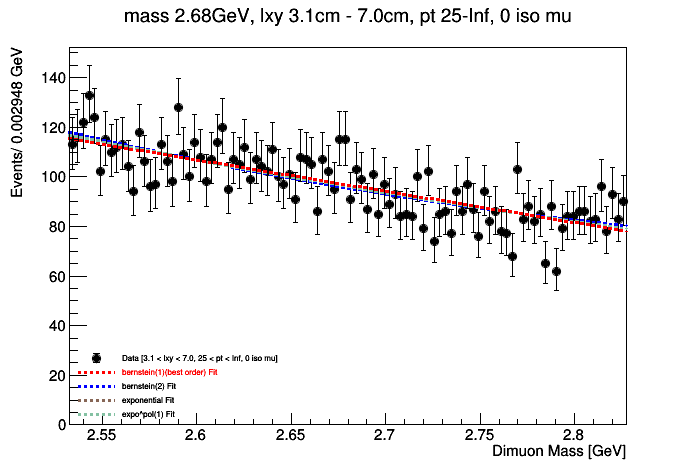 mass 2.68GeV, lxy 3.1cm - 7.0cm, pt 25-Inf, 0 iso mu
Events/ 0.002948 GeV
140
120
100
80
60
40
20
0
Data [3.1 < lxy < 7.0, 25 < pt < Inf, 0 iso mu]
bernstein(1)(best order) Fit
bernstein(2) Fit
exponential Fit
expo*pol(1) Fit
2.55 2.6 2.65 2.7 2.75 2.8
Dimuon Mass [GeV]